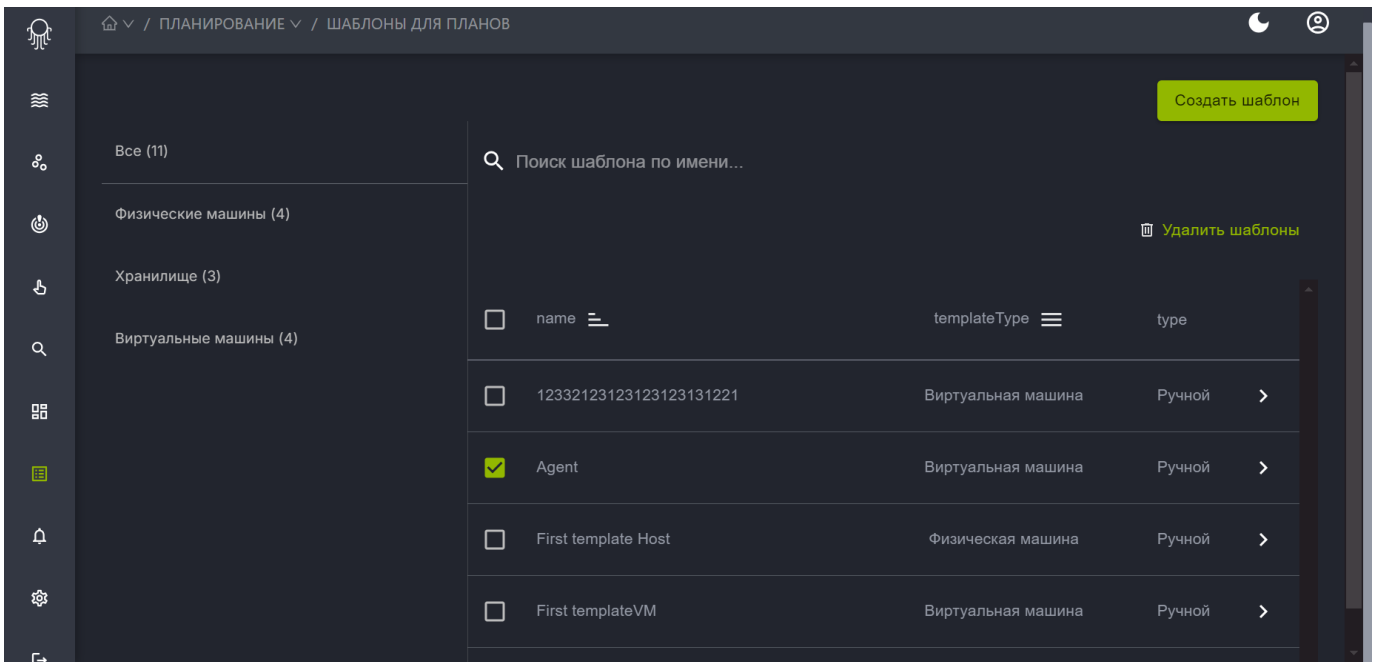 / ПЛАНИРОВАНИЕ / ШАБЛОНЫ ДЛЯ ПЛАНОВ
Создать шаблон
Все (11)
Физические машины (4)
Хранилище (3)
Виртуальные машины (4)
Поиск шаблона по имени...
Удалить шаблоны
name templateType type
12332123123123123131221 Виртуальная машина Ручной
Agent Виртуальная машина Ручной
First template Host Физическая машина Ручной
First templateVM Виртуальная машина Ручной